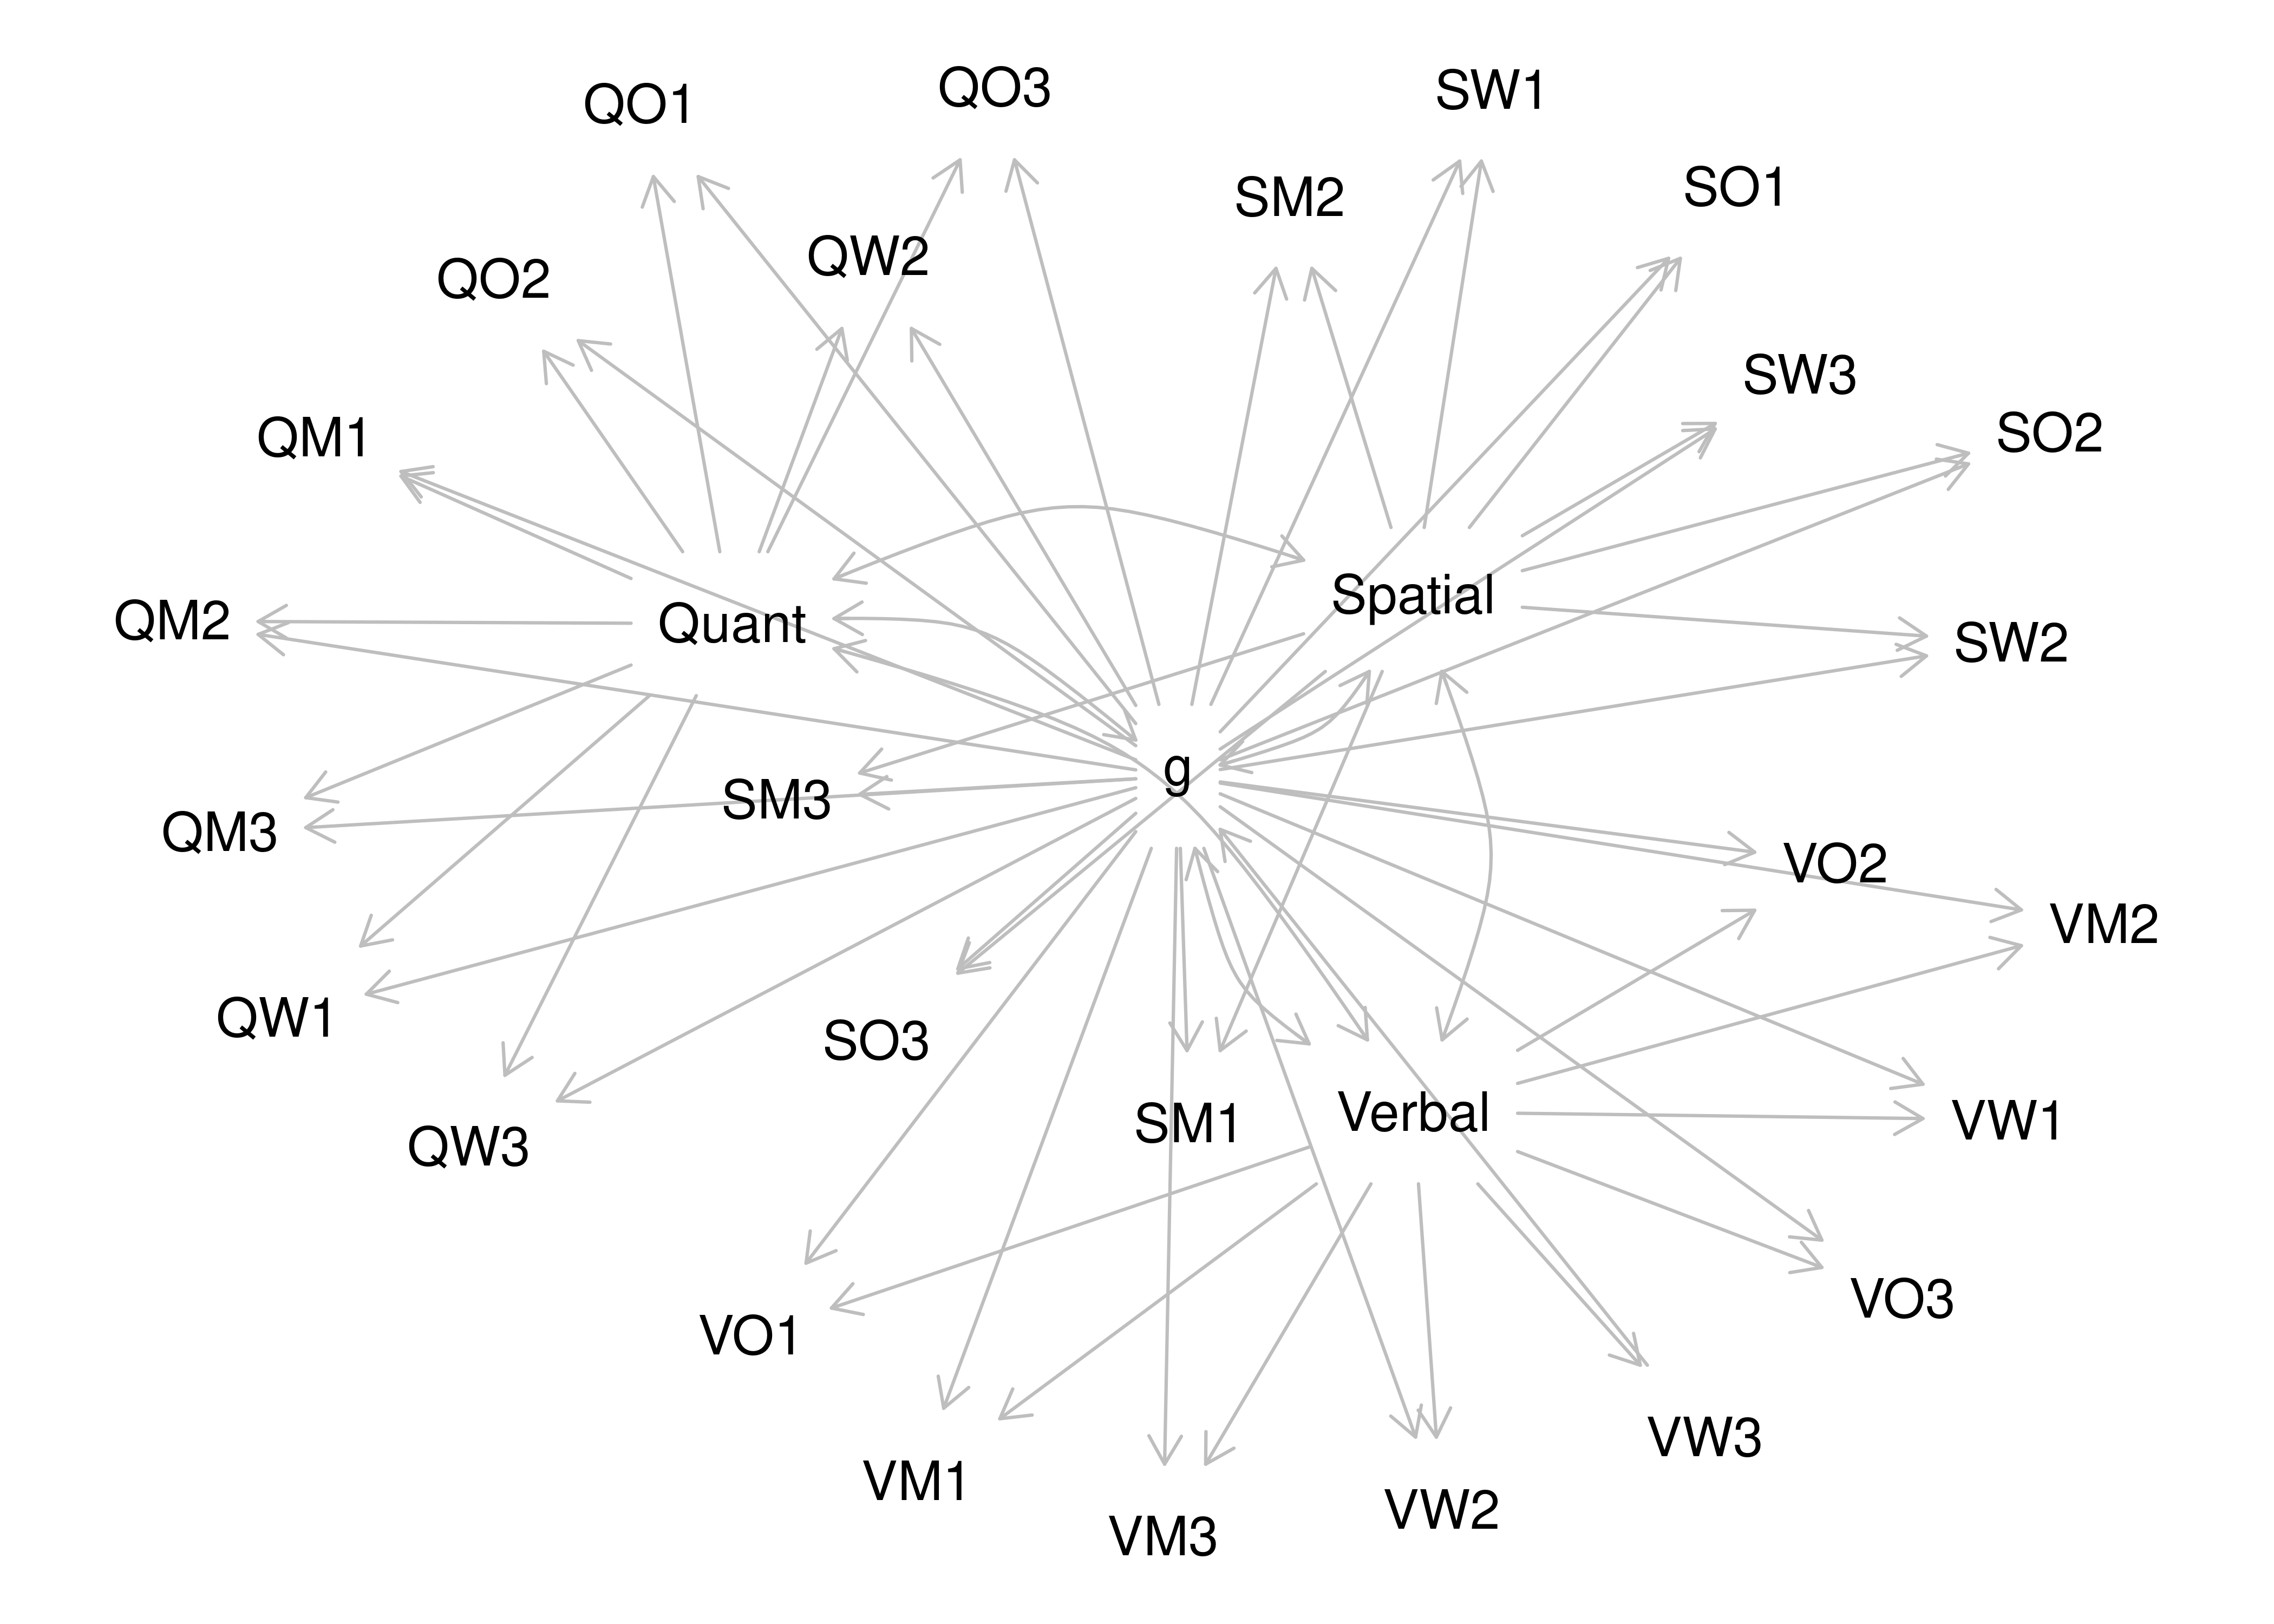 QO3
SW1
QO1
SO1
SM2
QW2
QO2
SW3
SO2
QM1
Spatial
QM2
Quant
SW2
g
SM3
QM3
VO2
VM2
QW1
SO3
Verbal
VW1
SM1
QW3
VO3
VO1
VW3
VM1
VW2
VM3